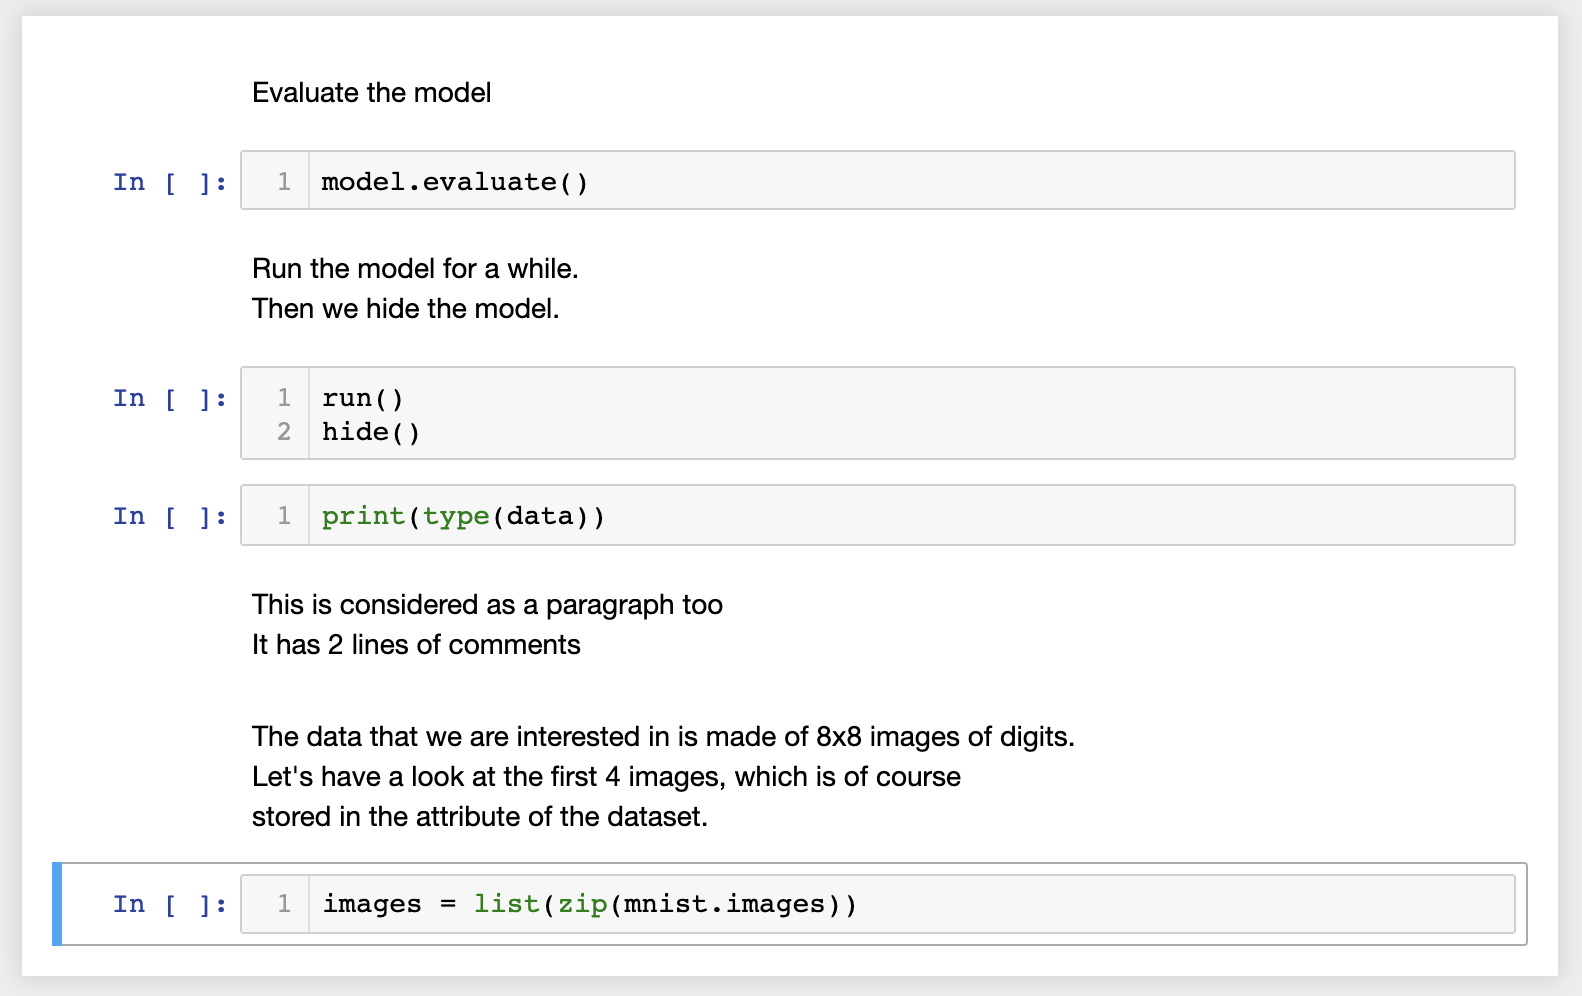 Evaluate the model
In [ ]: 1 model.evaluate()
Run the model for a while.
Then we hide the model.
In [ ]: 1 run()
2 hide()
In [ ]: 1 print(type(data))
This is considered as a paragraph too
It has 2 lines of comments
The data that we are interested in is made of 8x8 images of digits.
Let's have a look at the first 4 images, which is of course
stored in the attribute of the dataset.
In [ ]: 1 images = list(zip(mnist.images))